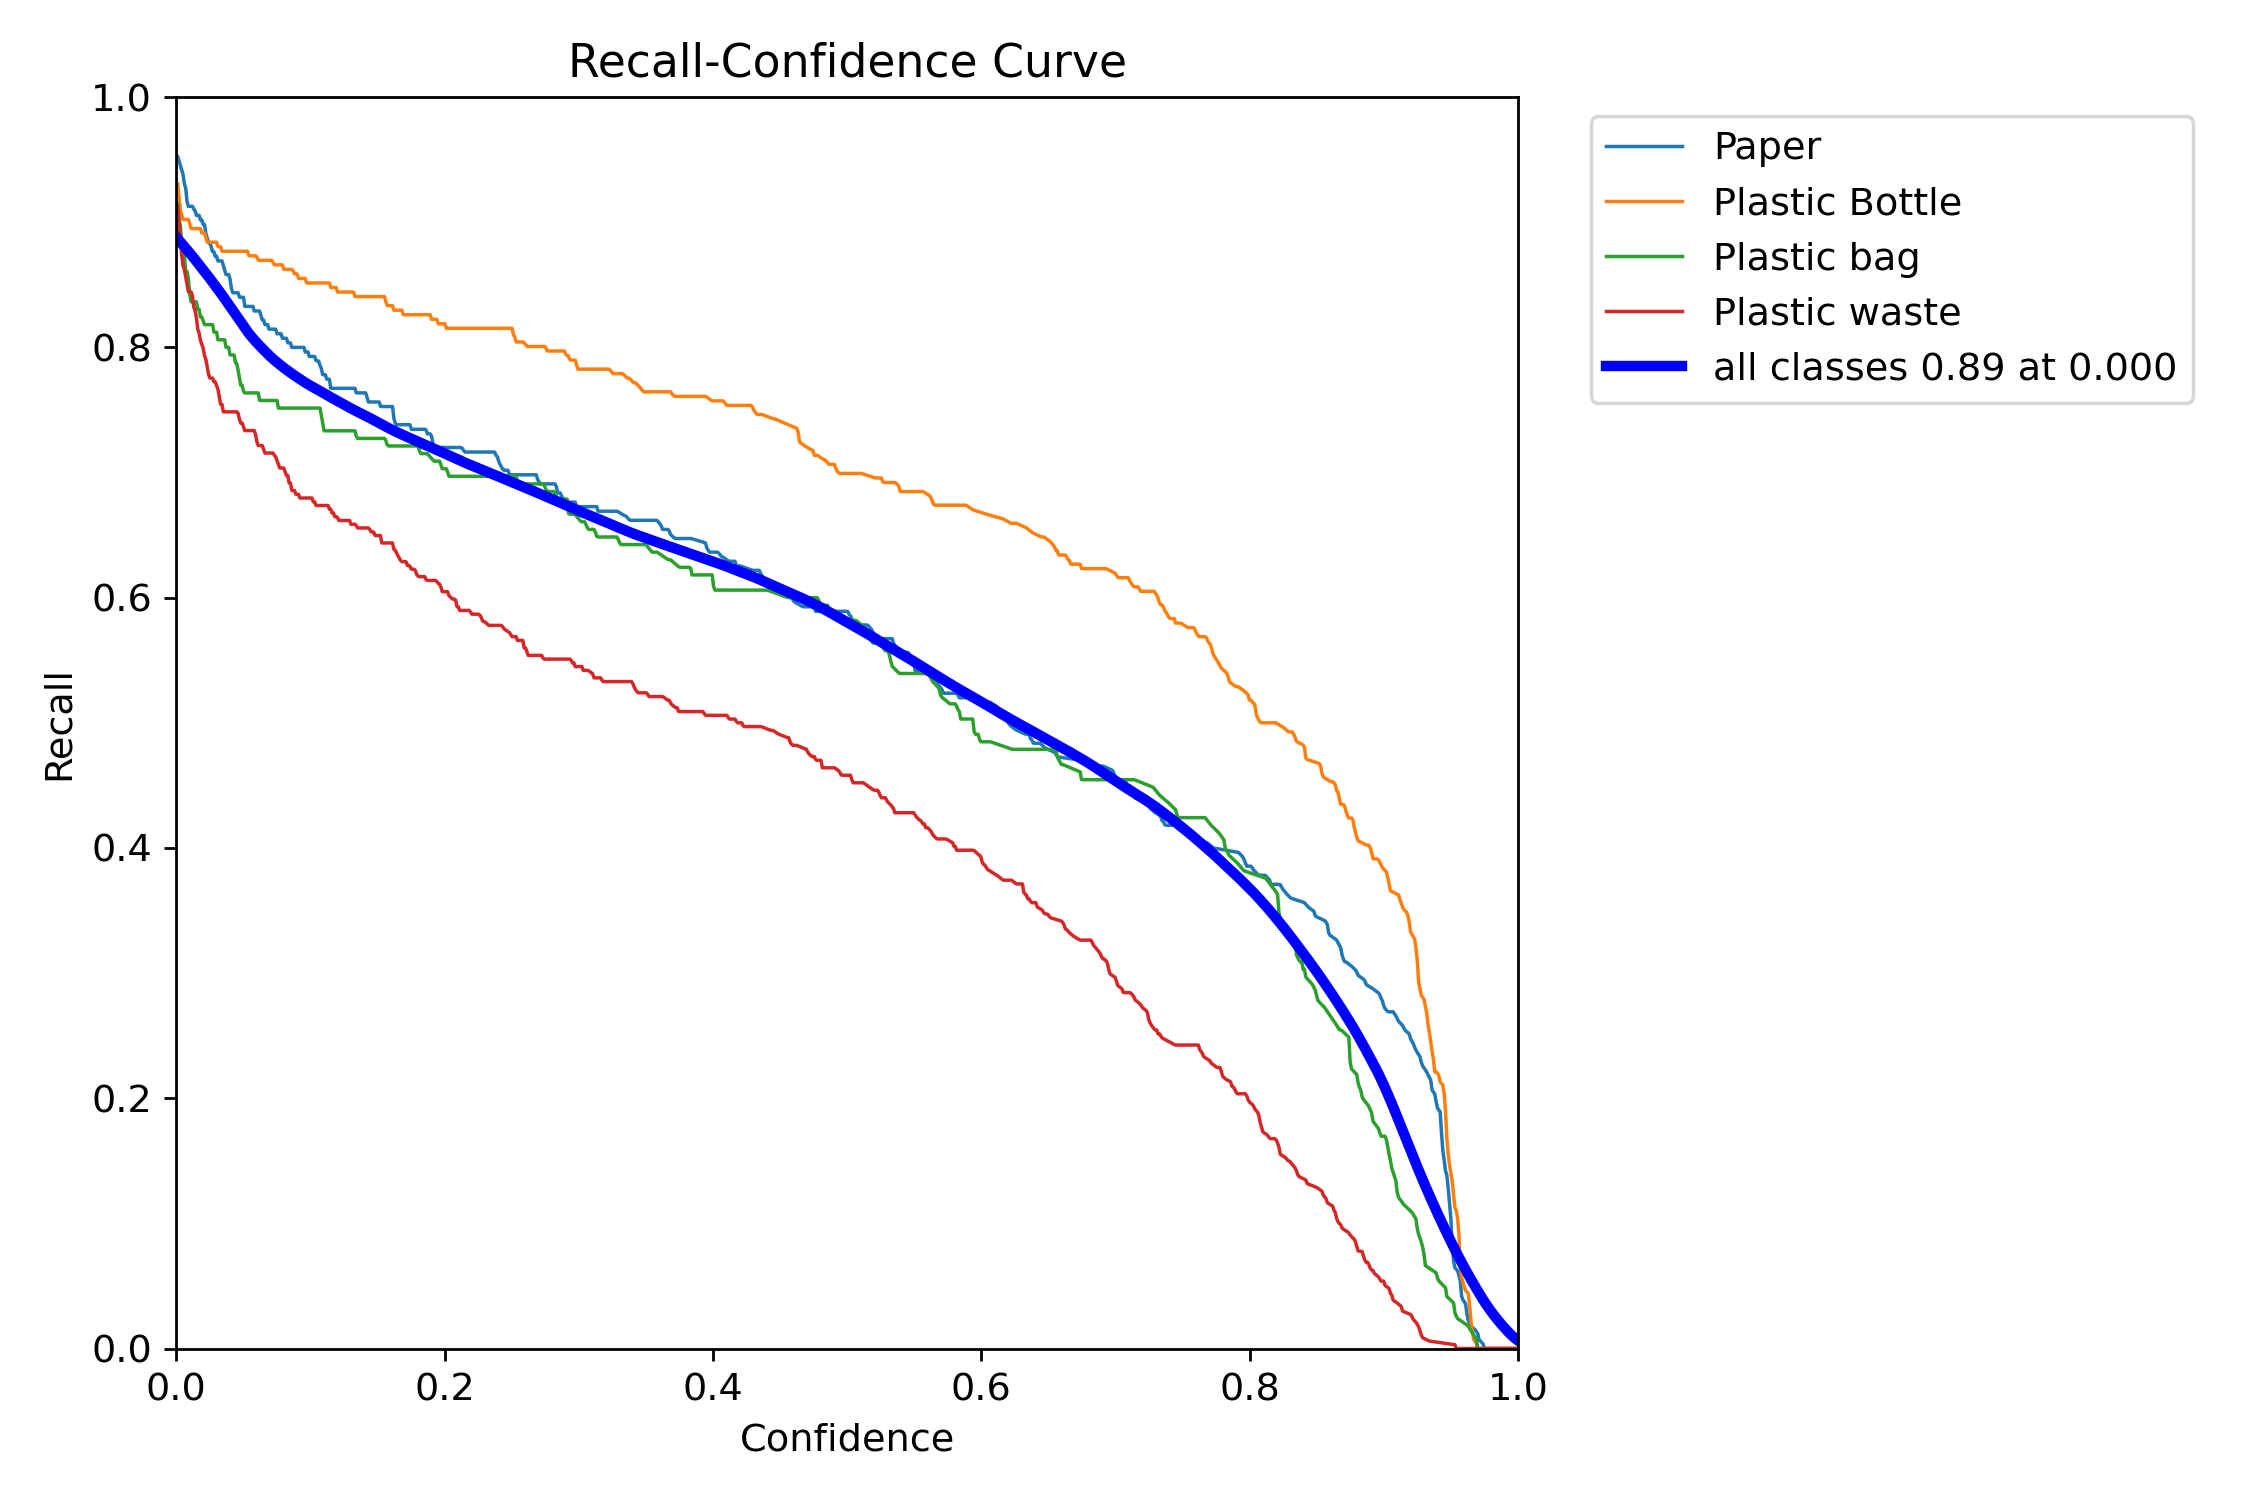 Recall-Confidence Curve
1.0
0.8
0.6
0.4
0.2
0.0
Recall
0.0 0.2 0.4 0.6 0.8 1.0
Confidence
Paper
Plastic Bottle
Plastic bag
Plastic waste
all classes 0.89 at 0.000